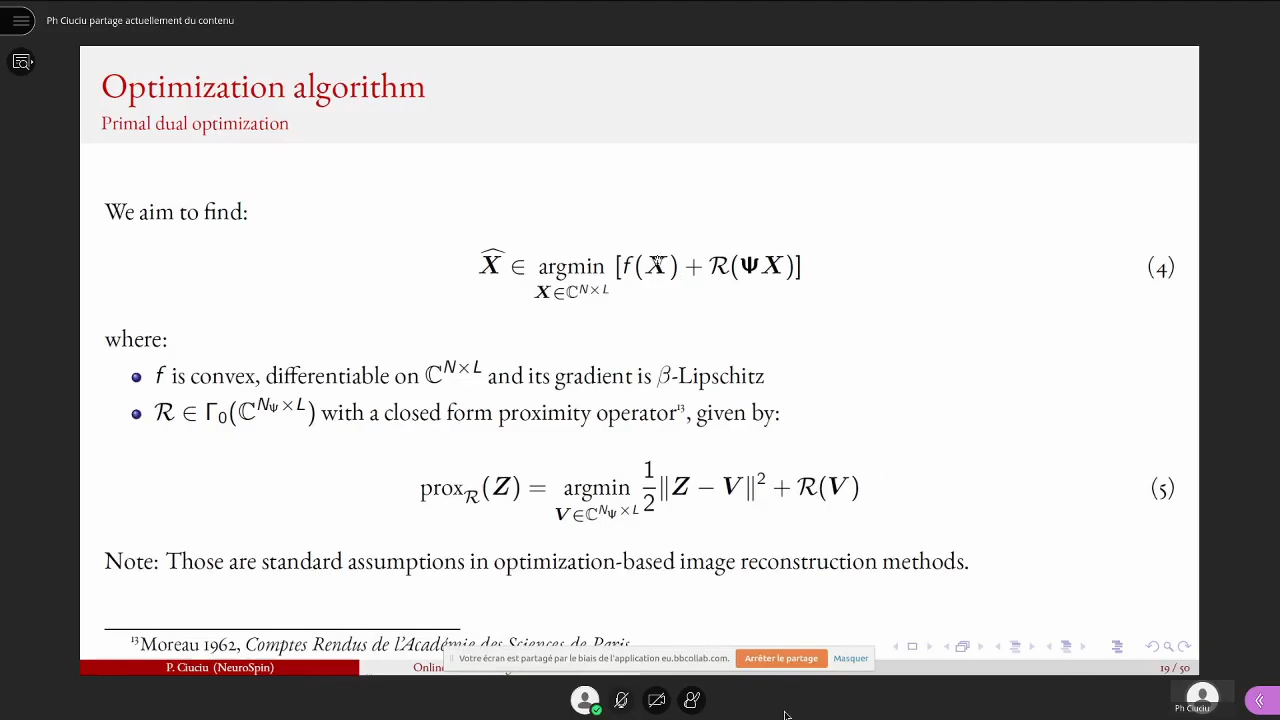 Ph Ciuciu partage actuellement du contenu
Optimization algorithm
Primal dual optimization
We aim to find:
X̂ ∈ argmin [f(X) + R(ΨX)] (4)
X∈ℂ^{N×L}
where:
f is convex, differentiable on ℂ^{N×L} and its gradient is β-Lipschitz
R ∈ Γ₀(ℂ^{N_Ψ×L}) with a closed form proximity operator¹³, given by:
prox_R(Z) = argmin 1/2 ‖Z − V‖² + R(V) (5)
V∈ℂ^{N_Ψ×L}
Note: Those are standard assumptions in optimization-based image reconstruction methods.
¹³Moreau 1962, Comptes Rendus de l'Académie des Sciences de Paris
Votre écran est partagé par le biais de l'application eu.bbcollab.com. Arrêter le partage Masquer
P. Ciuciu (NeuroSpin) Online 19 / 50
Ph Ciuciu